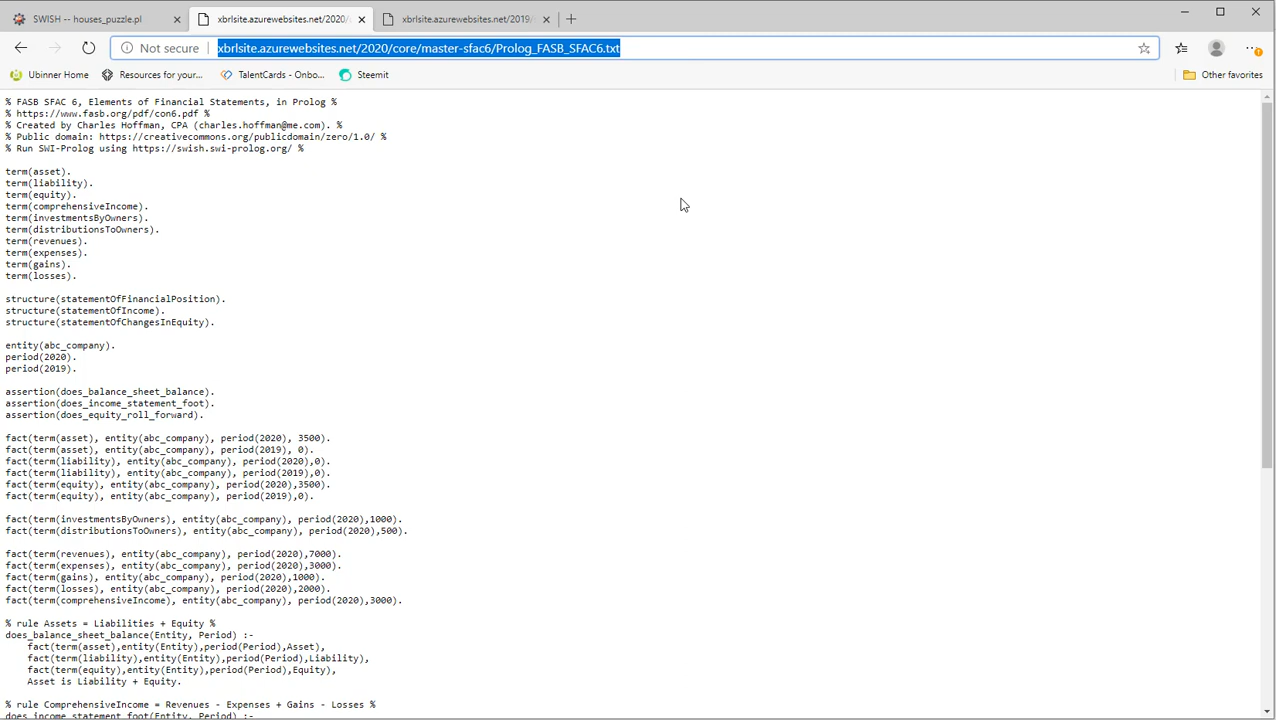 SWISH -- houses_puzzle.pl
xbrlsite.azurewebsites.net/2020/
xbrlsite.azurewebsites.net/2019/
Not secure
xbrlsite.azurewebsites.net/2020/core/master-sfac6/Prolog_FASB_SFAC6.txt
Ubinner Home
Resources for your...
TalentCards - Onbo...
Steemit
Other favorites
% FASB SFAC 6, Elements of Financial Statements, in Prolog %
% https://www.fasb.org/pdf/con6.pdf %
% Created by Charles Hoffman, CPA (charles.hoffman@me.com). %
% Public domain: https://creativecommons.org/publicdomain/zero/1.0/ %
% Run SWI-Prolog using https://swish.swi-prolog.org/ %
term(asset).
term(liability).
term(equity).
term(comprehensiveIncome).
term(investmentsByOwners).
term(distributionsToOwners).
term(revenues).
term(expenses).
term(gains).
term(losses).
structure(statementOfFinancialPosition).
structure(statementOfIncome).
structure(statementOfChangesInEquity).
entity(abc_company).
period(2020).
period(2019).
assertion(does_balance_sheet_balance).
assertion(does_income_statement_foot).
assertion(does_equity_roll_forward).
fact(term(asset), entity(abc_company), period(2020), 3500).
fact(term(asset), entity(abc_company), period(2019), 0).
fact(term(liability), entity(abc_company), period(2020),0).
fact(term(liability), entity(abc_company), period(2019),0).
fact(term(equity), entity(abc_company), period(2020),3500).
fact(term(equity), entity(abc_company), period(2019),0).
fact(term(investmentsByOwners), entity(abc_company), period(2020),1000).
fact(term(distributionsToOwners), entity(abc_company), period(2020),500).
fact(term(revenues), entity(abc_company), period(2020),7000).
fact(term(expenses), entity(abc_company), period(2020),3000).
fact(term(gains), entity(abc_company), period(2020),1000).
fact(term(losses), entity(abc_company), period(2020),2000).
fact(term(comprehensiveIncome), entity(abc_company), period(2020),3000).
% rule Assets = Liabilities + Equity %
does_balance_sheet_balance(Entity, Period) :-
fact(term(asset),entity(Entity),period(Period),Asset),
fact(term(liability),entity(Entity),period(Period),Liability),
fact(term(equity),entity(Entity),period(Period),Equity),
Asset is Liability + Equity.
% rule ComprehensiveIncome = Revenues - Expenses + Gains - Losses %
does_income_statement_foot(Entity, Period) :-